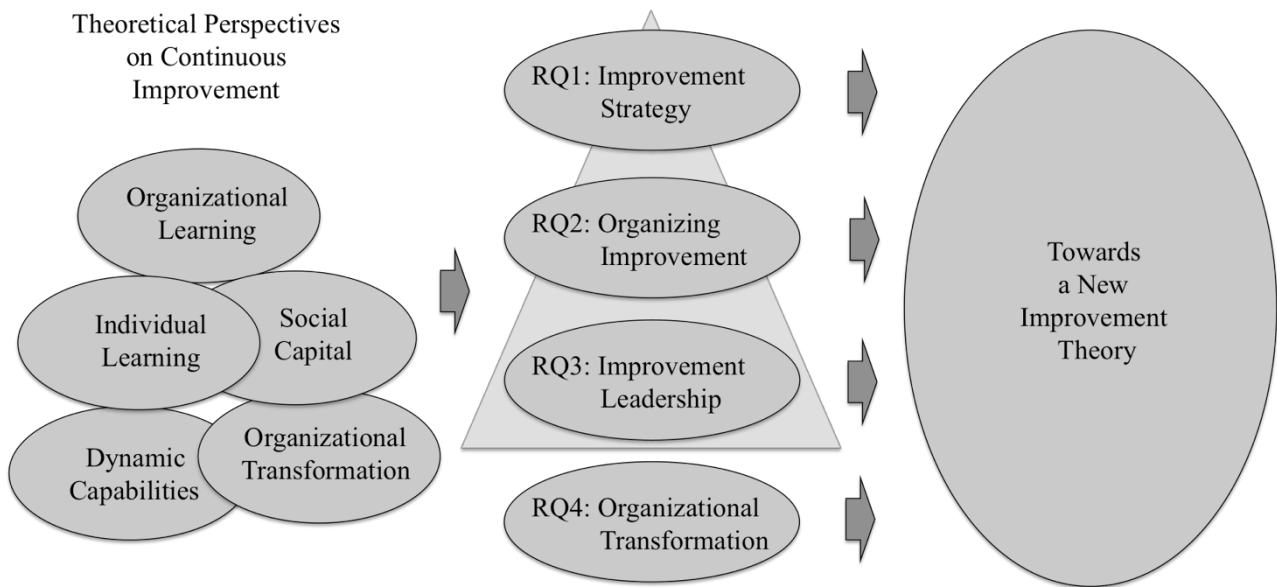 Theoretical Perspectives
on Continuous
Improvement
Organizational
Learning
Individual
Learning
Social
Capital
Dynamic
Capabilities
Organizational
Transformation
RQ1: Improvement
Strategy
RQ2: Organizing
Improvement
RQ3: Improvement
Leadership
RQ4: Organizational
Transformation
Towards
a New
Improvement
Theory